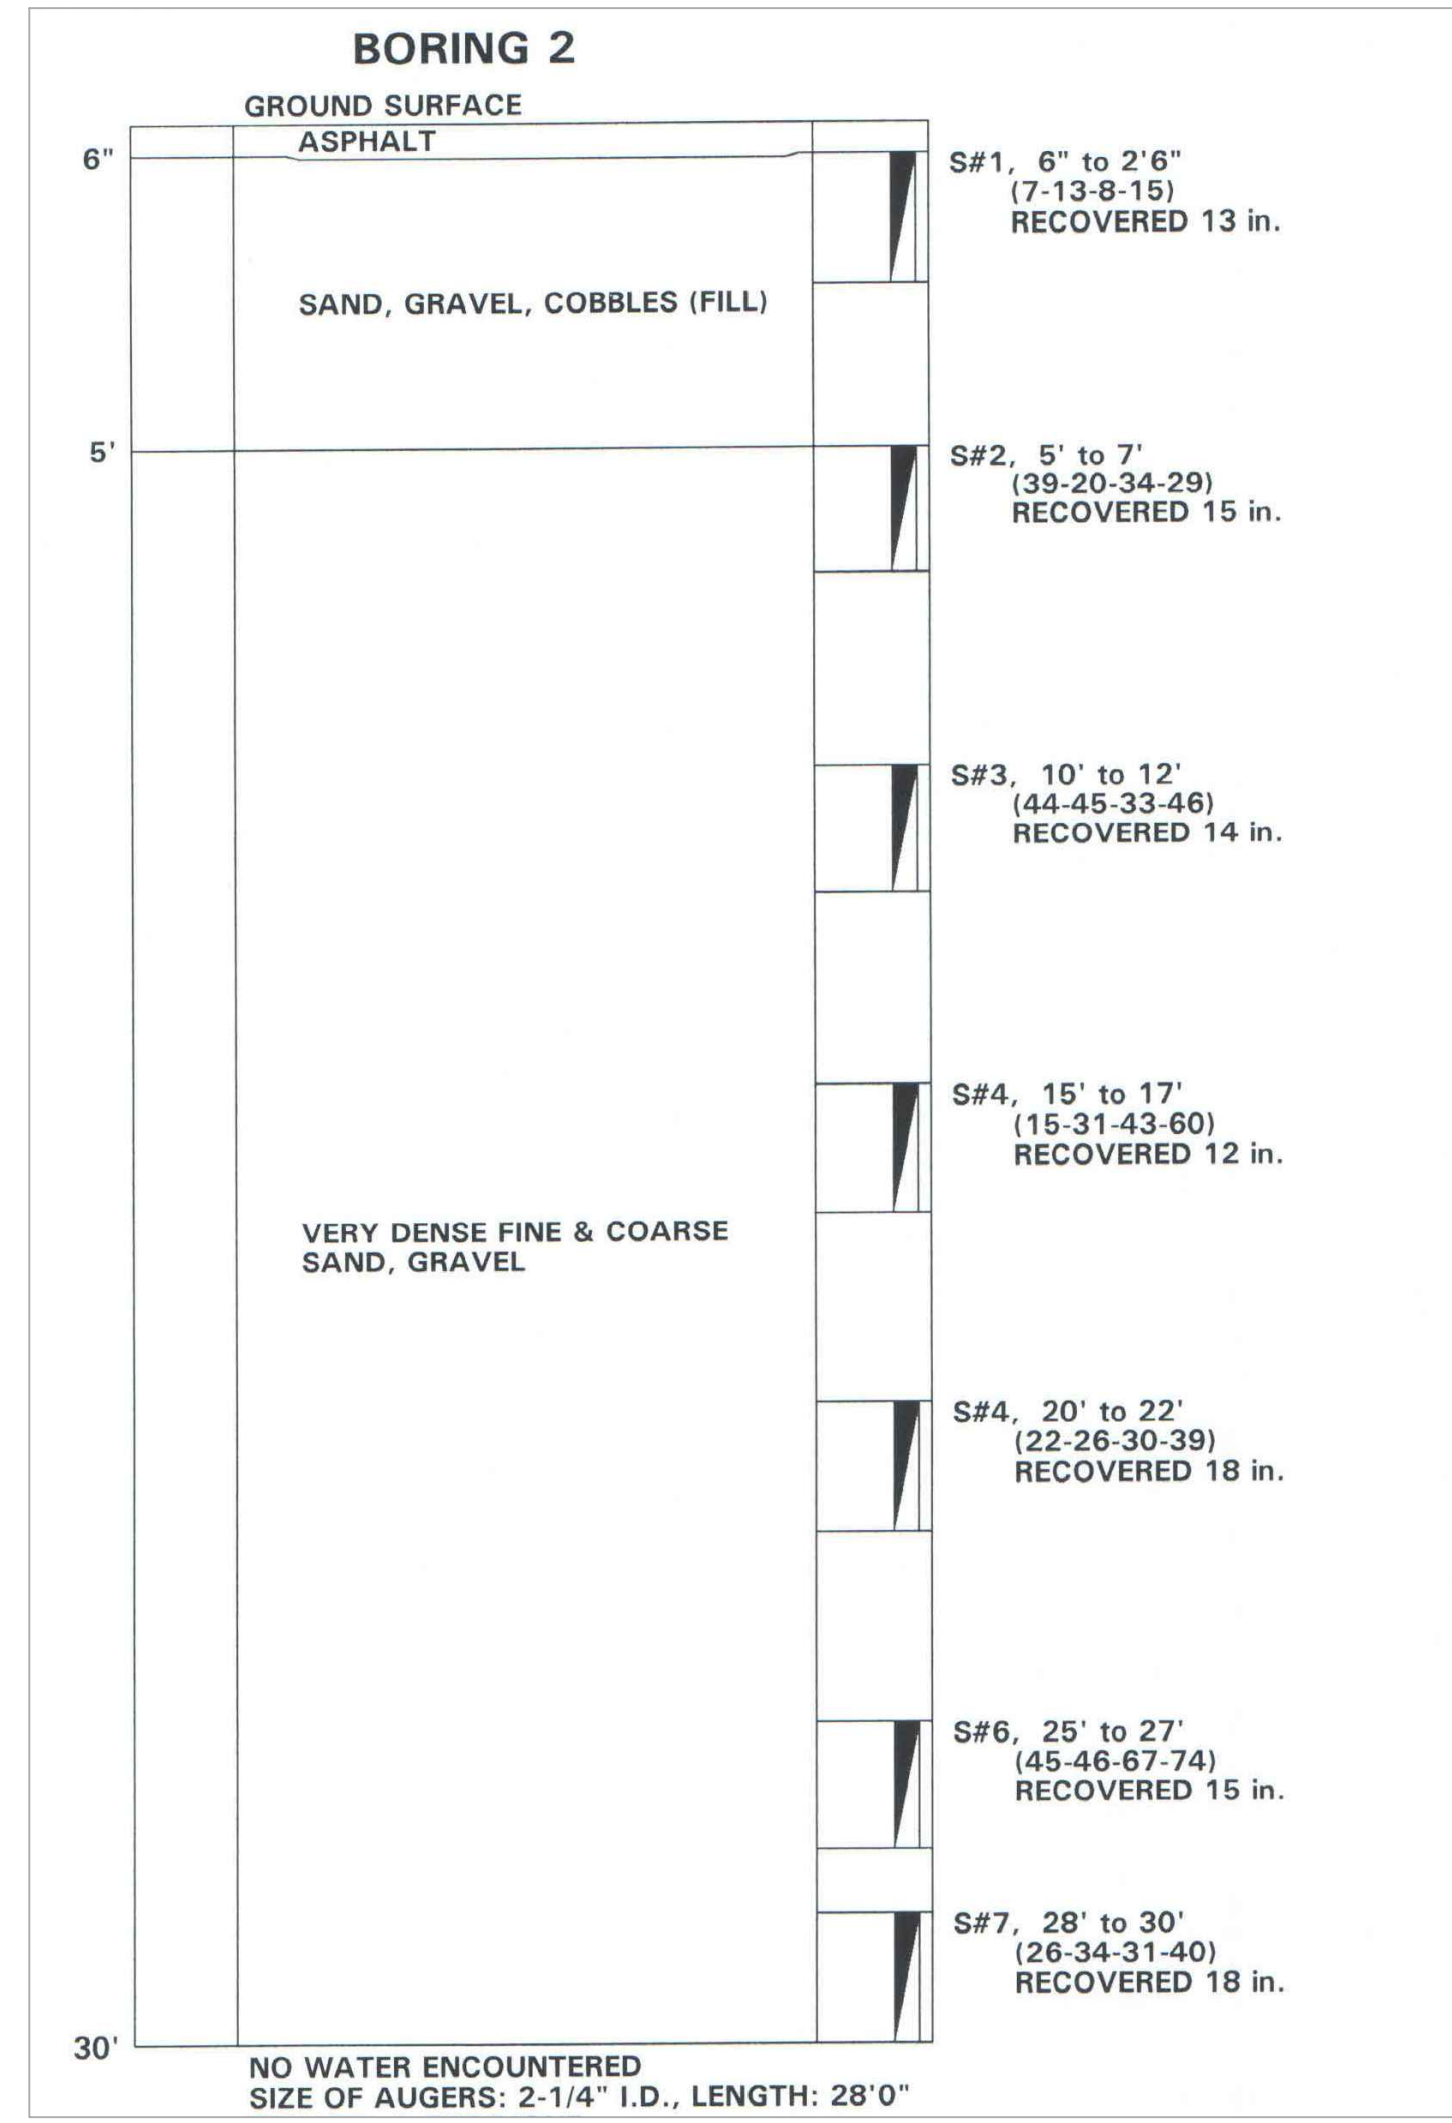 BORING 2
GROUND SURFACE
ASPHALT
6"
S#1, 6" to 2'6"
(7-13-8-15)
RECOVERED 13 in.
SAND, GRAVEL, COBBLES (FILL)
5'
S#2, 5' to 7'
(39-20-34-29)
RECOVERED 15 in.
S#3, 10' to 12'
(44-45-33-46)
RECOVERED 14 in.
S#4, 15' to 17'
(15-31-43-60)
RECOVERED 12 in.
VERY DENSE FINE & COARSE
SAND, GRAVEL
S#4, 20' to 22'
(22-26-30-39)
RECOVERED 18 in.
S#6, 25' to 27'
(45-46-67-74)
RECOVERED 15 in.
S#7, 28' to 30'
(26-34-31-40)
RECOVERED 18 in.
30'
NO WATER ENCOUNTERED
SIZE OF AUGERS: 2-1/4" I.D., LENGTH: 28'0"